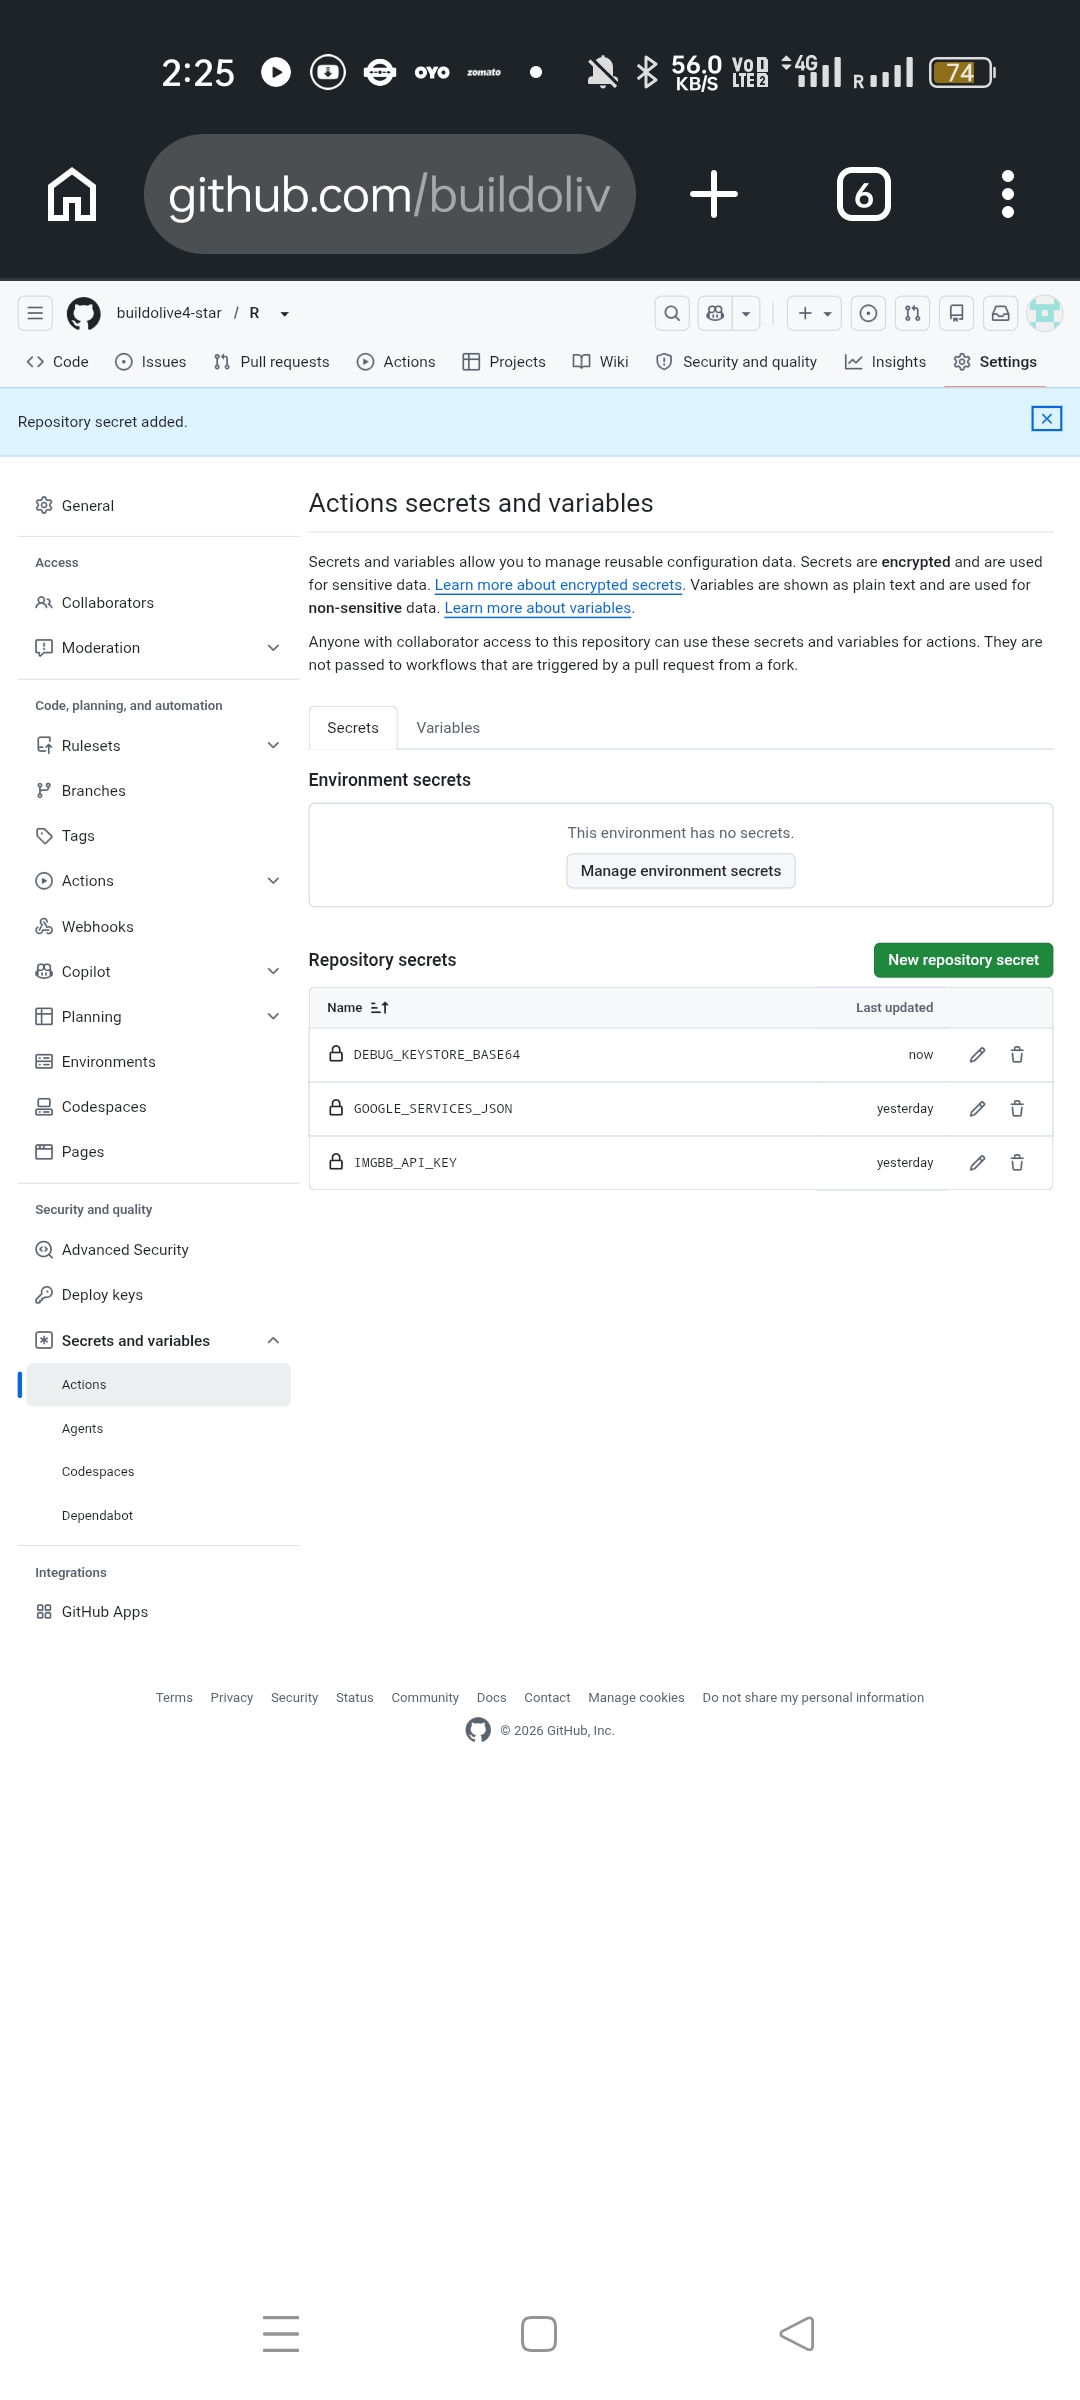 2:25
OYO
zomato
56.0 KB/S
Vo 1 LTE 2
4G
R
74
github.com/buildoliv
6
buildolive4-star / R
Code Issues Pull requests Actions Projects Wiki Security and quality Insights Settings
Repository secret added.
General
Access
Collaborators
Moderation
Code, planning, and automation
Rulesets
Branches
Tags
Actions
Webhooks
Copilot
Planning
Environments
Codespaces
Pages
Security and quality
Advanced Security
Deploy keys
Secrets and variables
Actions
Agents
Codespaces
Dependabot
Integrations
GitHub Apps
Actions secrets and variables
Secrets and variables allow you to manage reusable configuration data. Secrets are encrypted and are used
for sensitive data. Learn more about encrypted secrets. Variables are shown as plain text and are used for
non-sensitive data. Learn more about variables.
Anyone with collaborator access to this repository can use these secrets and variables for actions. They are
not passed to workflows that are triggered by a pull request from a fork.
Secrets Variables
Environment secrets
This environment has no secrets.
Manage environment secrets
Repository secrets
New repository secret
Name Last updated
DEBUG_KEYSTORE_BASE64 now
GOOGLE_SERVICES_JSON yesterday
IMGBB_API_KEY yesterday
Terms Privacy Security Status Community Docs Contact Manage cookies Do not share my personal information
© 2026 GitHub, Inc.